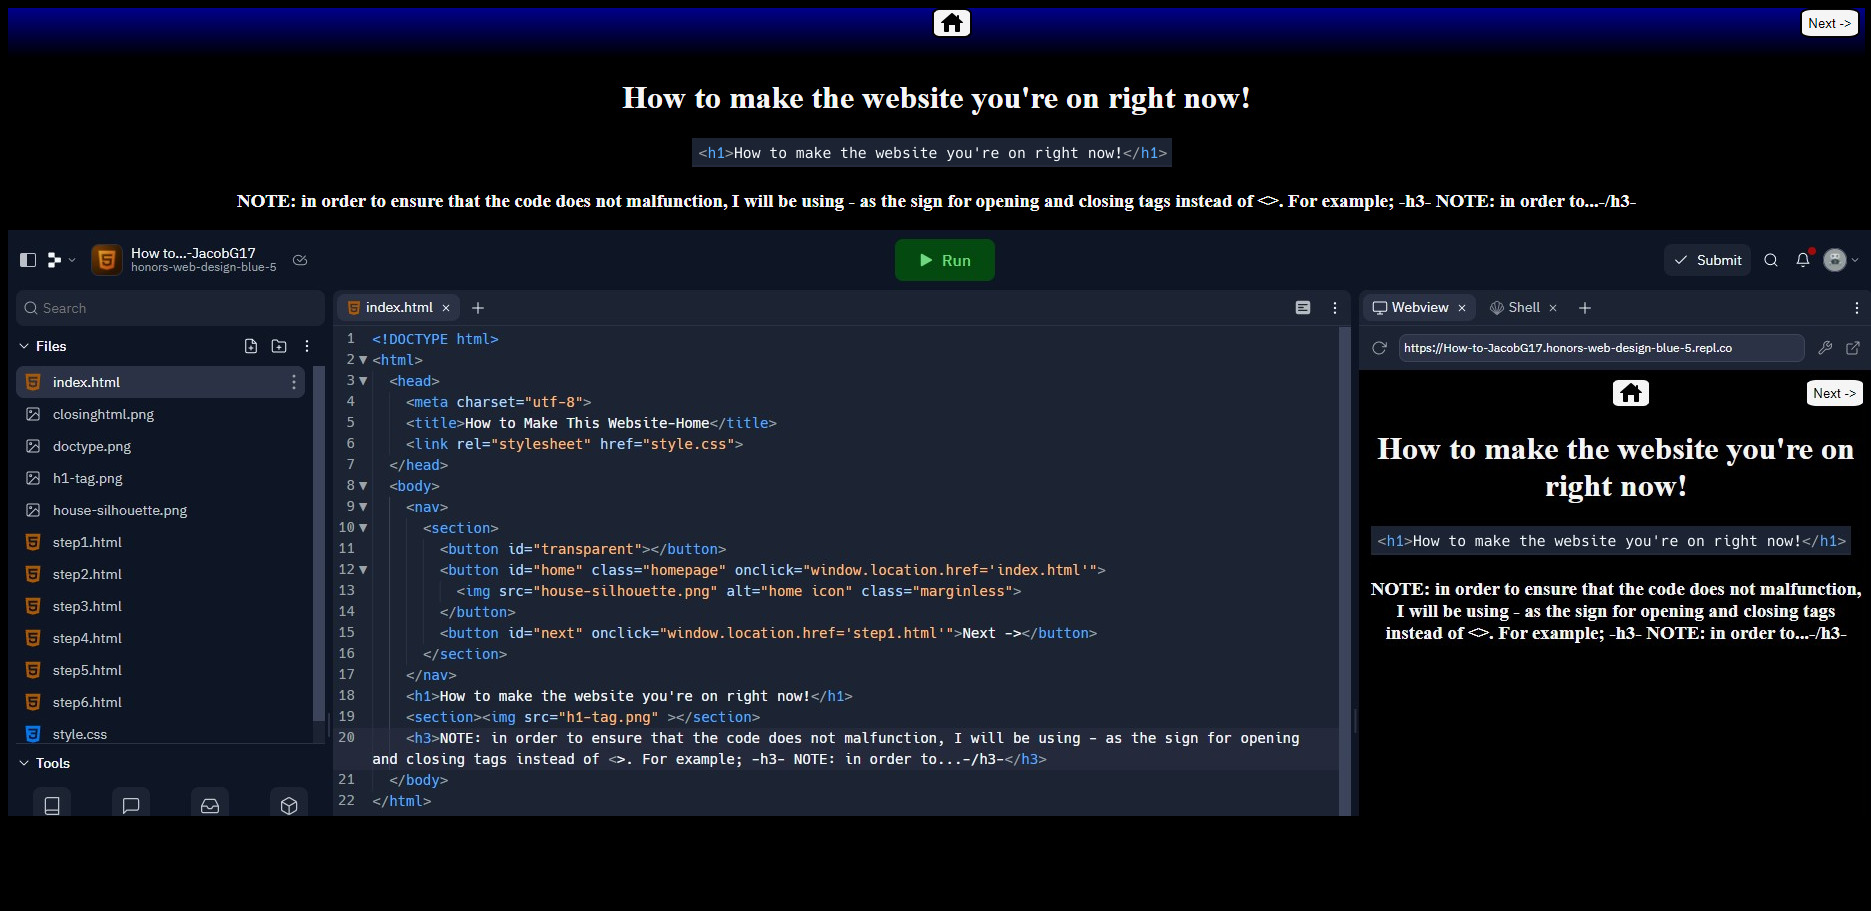 Next ->
How to make the website you're on right now!
<h1>How to make the website you're on right now!</h1>
NOTE: in order to ensure that the code does not malfunction, I will be using - as the sign for opening and closing tags instead of <>. For example; -h3- NOTE: in order to...-/h3-
How to...-JacobG17
honors-web-design-blue-5
Run
Submit
Search
Files
index.html
closinghtml.png
doctype.png
h1-tag.png
house-silhouette.png
step1.html
step2.html
step3.html
step4.html
step5.html
step6.html
style.css
Tools
index.html
1 <!DOCTYPE html>
2 <html>
3 <head>
4 <meta charset="utf-8">
5 <title>How to Make This Website-Home</title>
6 <link rel="stylesheet" href="style.css">
7 </head>
8 <body>
9 <nav>
10 <section>
11 <button id="transparent"></button>
12 <button id="home" class="homepage" onclick="window.location.href='index.html'">
13 <img src="house-silhouette.png" alt="home icon" class="marginless">
14 </button>
15 <button id="next" onclick="window.location.href='step1.html'">Next -></button>
16 </section>
17 </nav>
18 <h1>How to make the website you're on right now!</h1>
19 <section><img src="h1-tag.png" ></section>
20 <h3>NOTE: in order to ensure that the code does not malfunction, I will be using - as the sign for opening
and closing tags instead of <>. For example; -h3- NOTE: in order to...-/h3-</h3>
21 </body>
22 </html>
Webview
Shell
https://How-to-JacobG17.honors-web-design-blue-5.repl.co
Next ->
How to make the website you're on
right now!
<h1>How to make the website you're on right now!</h1>
NOTE: in order to ensure that the code does not malfunction,
I will be using - as the sign for opening and closing tags
instead of <>. For example; -h3- NOTE: in order to...-/h3-